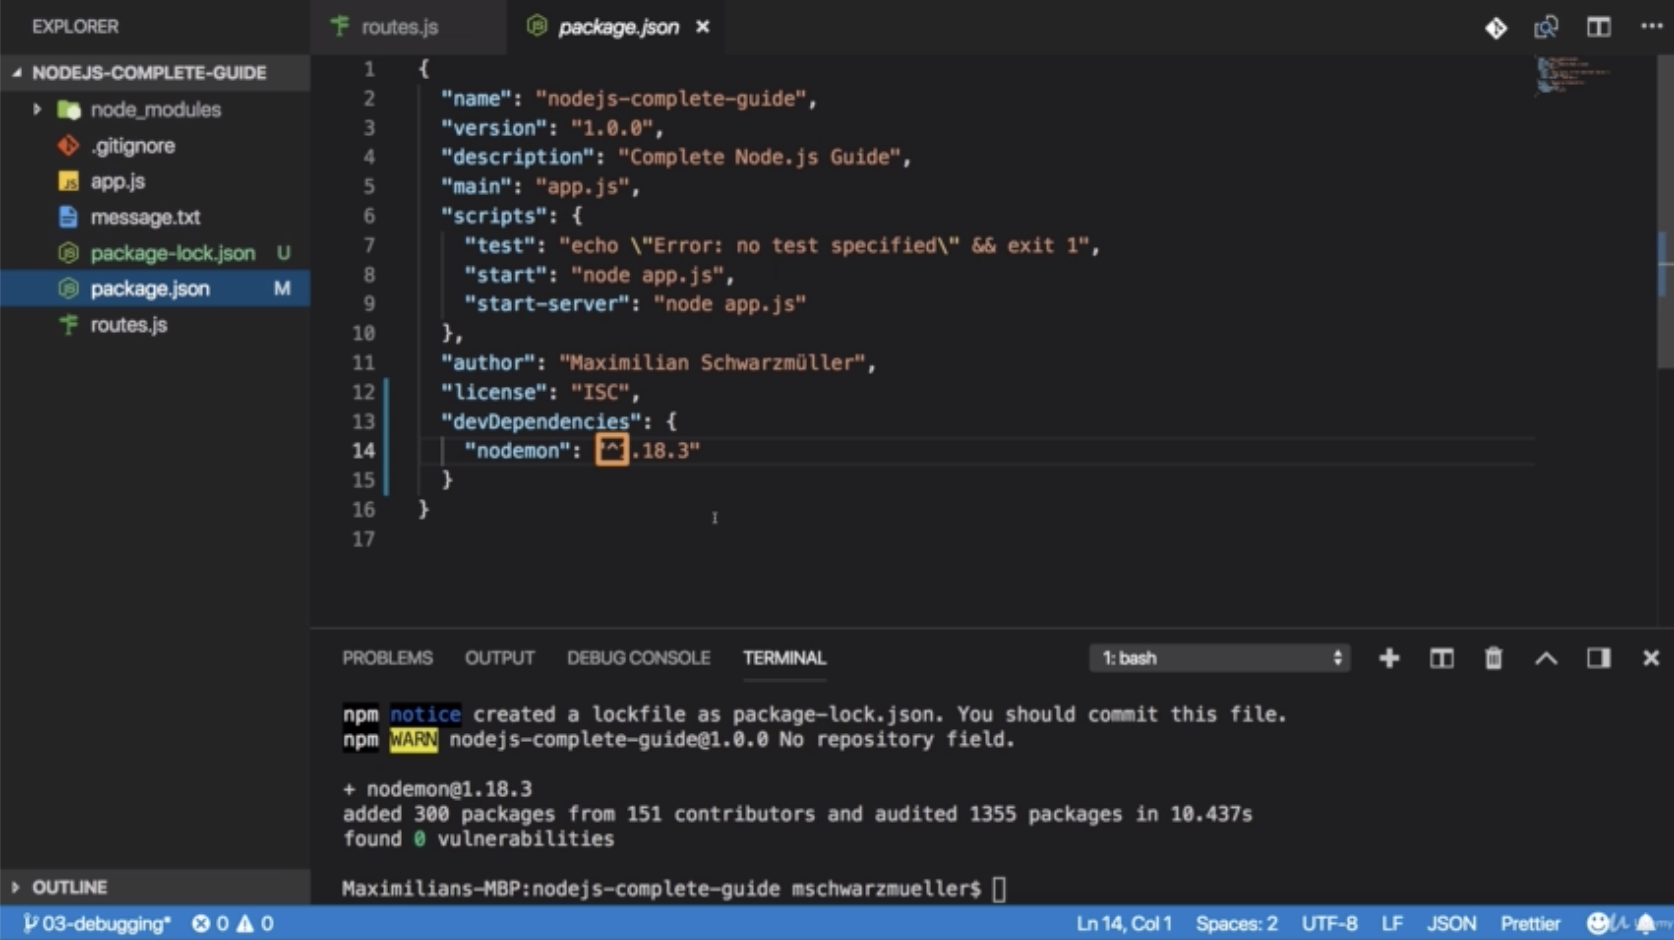 EXPLORER
routes.js
package.json
NODEJS-COMPLETE-GUIDE
node_modules
.gitignore
app.js
message.txt
package-lock.json U
package.json M
routes.js
1 {
2 "name": "nodejs-complete-guide",
3 "version": "1.0.0",
4 "description": "Complete Node.js Guide",
5 "main": "app.js",
6 "scripts": {
7 "test": "echo \"Error: no test specified\" && exit 1",
8 "start": "node app.js",
9 "start-server": "node app.js"
10 },
11 "author": "Maximilian Schwarzmüller",
12 "license": "ISC",
13 "devDependencies": {
14 "nodemon": "^1.18.3"
15 }
16 }
17
PROBLEMS OUTPUT DEBUG CONSOLE TERMINAL 1: bash
npm notice created a lockfile as package-lock.json. You should commit this file.
npm WARN nodejs-complete-guide@1.0.0 No repository field.
+ nodemon@1.18.3
added 300 packages from 151 contributors and audited 1355 packages in 10.437s
found 0 vulnerabilities
Maximilians-MBP:nodejs-complete-guide mschwarzmueller$
OUTLINE
03-debugging* 0 0 Ln 14, Col 1 Spaces: 2 UTF-8 LF JSON Prettier